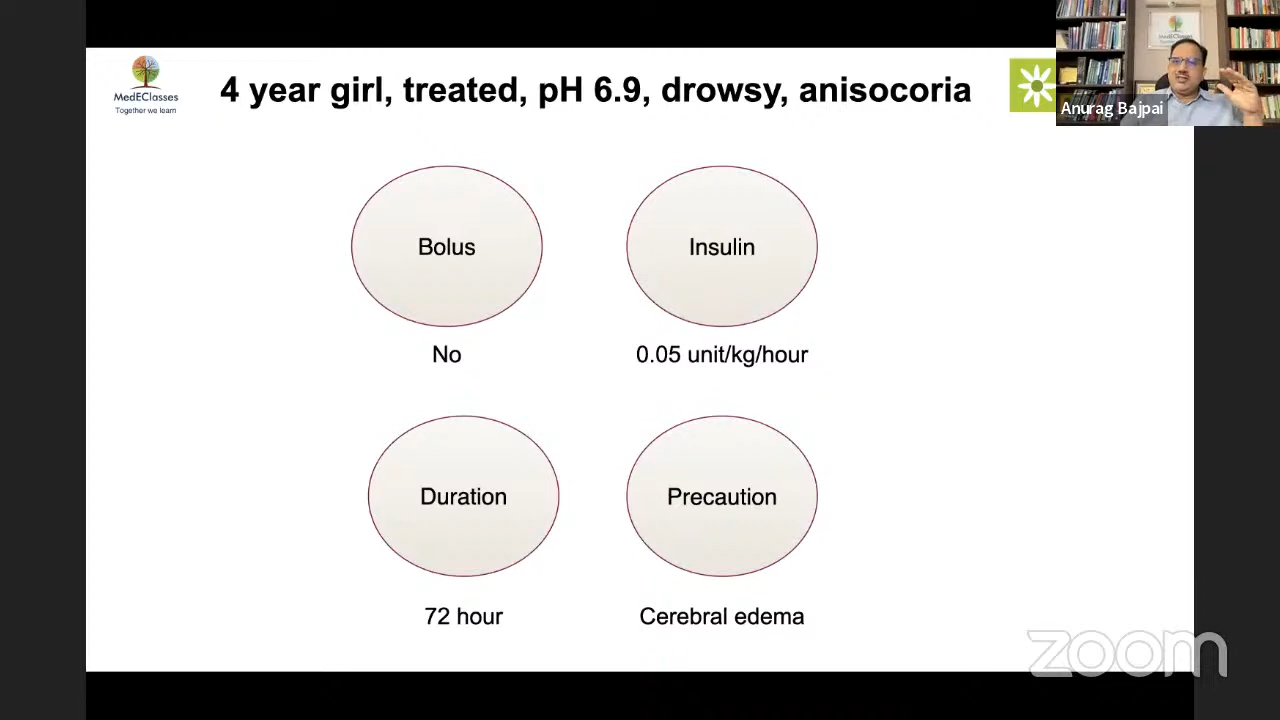 MedEClasses
Together we learn
4 year girl, treated, pH 6.9, drowsy, anisocoria
Anurag Bajpai
Bolus
Insulin
No
0.05 unit/kg/hour
Duration
Precaution
72 hour
Cerebral edema
zoom